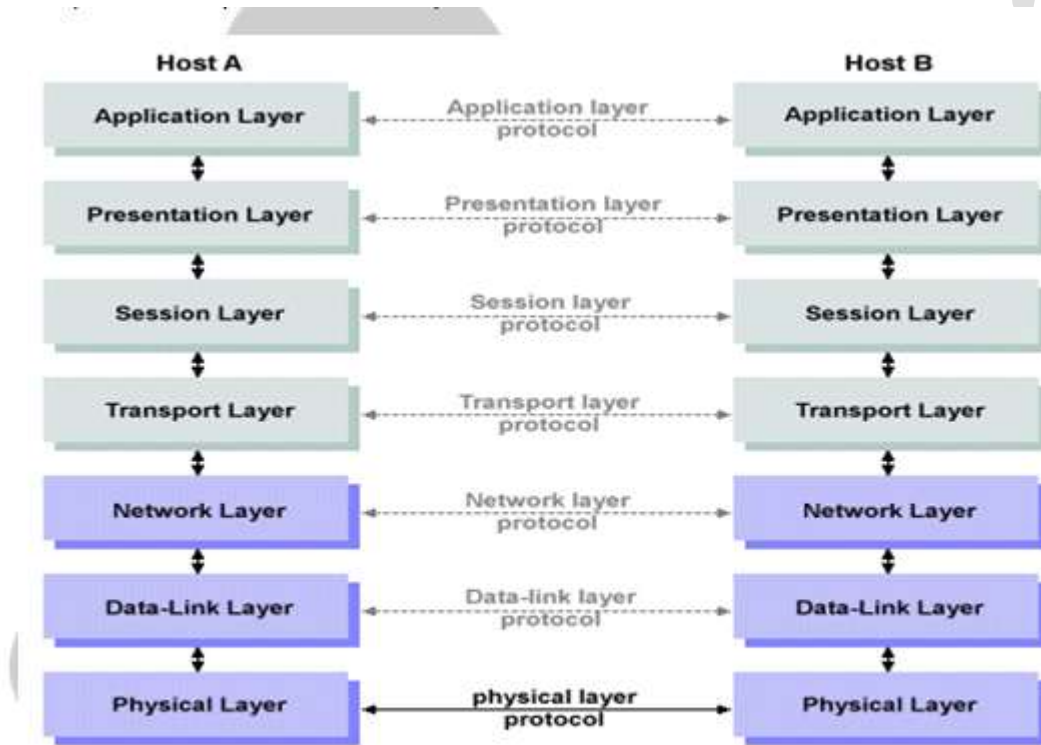 Host A
Host B
Application Layer
Application layer
protocol
Application Layer
Presentation Layer
Presentation layer
protocol
Presentation Layer
Session Layer
Session layer
protocol
Session Layer
Transport Layer
Transport layer
protocol
Transport Layer
Network Layer
Network layer
protocol
Network Layer
Data-Link Layer
Data-link layer
protocol
Data-Link Layer
Physical Layer
physical layer
protocol
Physical Layer